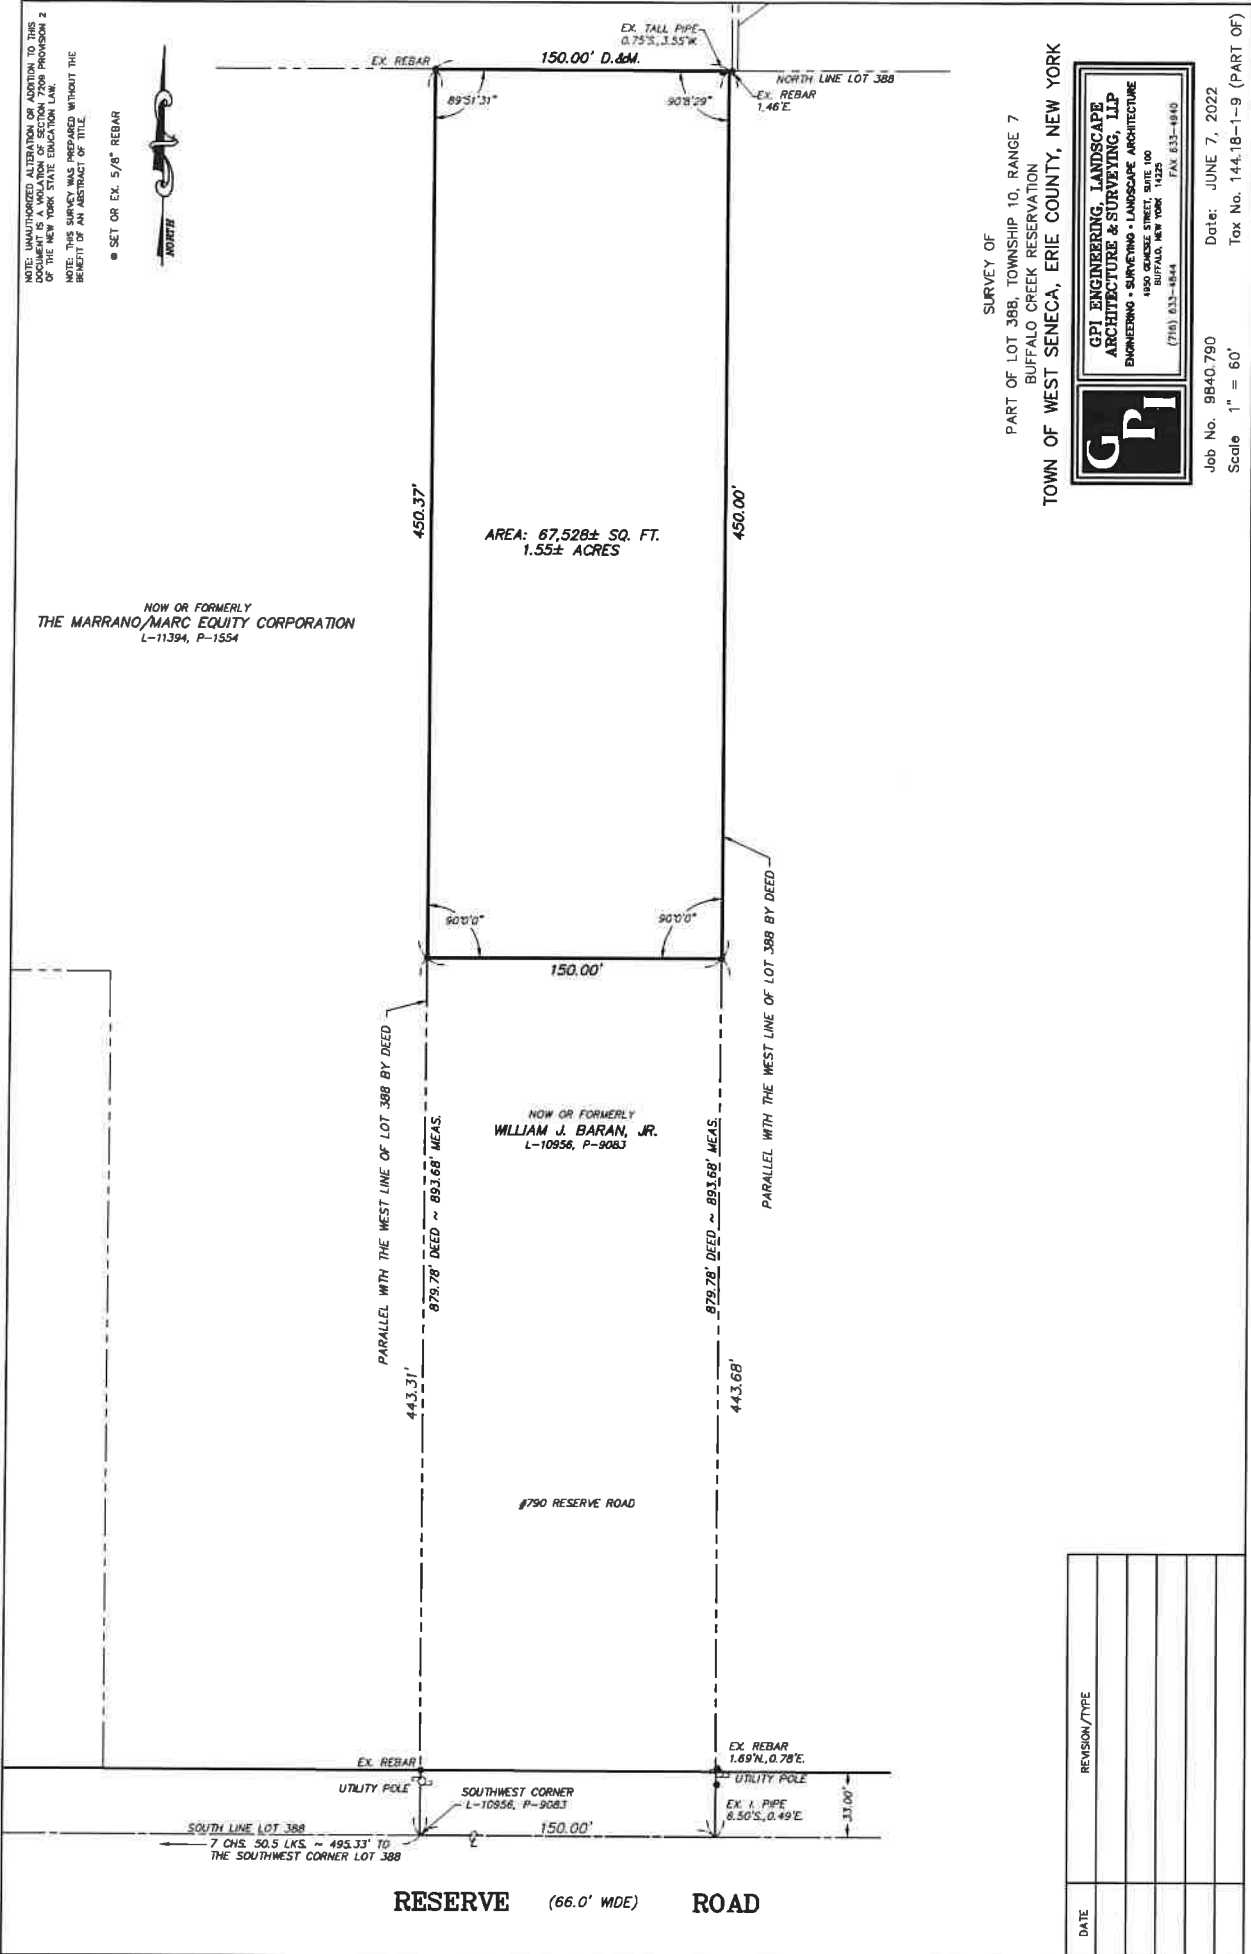 NOTE: UNAUTHORIZED ALTERATION OR ADDITION TO THIS
DOCUMENT IS A VIOLATION OF SECTION 7209 PROVISION 2
OF THE NEW YORK STATE EDUCATION LAW.
NOTE: THIS SURVEY WAS PREPARED WITHOUT THE
BENEFIT OF AN ABSTRACT OF TITLE.
SET OR EX. 5/8" REBAR
NORTH
EX. REBAR
150.00' D.&M.
EX. TALL PIPE
0.75'S.,3.55'W.
NORTH LINE LOT 388
EX. REBAR
1.46'E.
89°51'31"
90°8'29"
450.37'
450.00'
AREA: 67,528± SQ. FT.
1.55± ACRES
NOW OR FORMERLY
THE MARRANO/MARC EQUITY CORPORATION
L-11394, P-1554
90°0'0"
90°0'0"
150.00'
PARALLEL WITH THE WEST LINE OF LOT 388 BY DEED
PARALLEL WITH THE WEST LINE OF LOT 388 BY DEED
879.78' DEED ~ 893.68' MEAS.
879.78' DEED ~ 893.68' MEAS.
NOW OR FORMERLY
WILLIAM J. BARAN, JR.
L-10956, P-9083
443.31'
443.68'
#790 RESERVE ROAD
EX. REBAR
UTILITY POLE
EX. REBAR
1.69'N.,0.78'E.
UTILITY POLE
SOUTHWEST CORNER
L-10956, P-9083
EX. I. PIPE
8.50'S.,0.49'E.
33.00'
SOUTH LINE LOT 388
7 CHS. 50.5 LKS. ~ 495.33' TO
THE SOUTHWEST CORNER LOT 388
150.00'
RESERVE (66.0' WIDE) ROAD
SURVEY OF
PART OF LOT 388, TOWNSHIP 10, RANGE 7
BUFFALO CREEK RESERVATION
TOWN OF WEST SENECA, ERIE COUNTY, NEW YORK
GPI
GPI ENGINEERING, LANDSCAPE
ARCHITECTURE & SURVEYING, LLP
ENGINEERING • SURVEYING • LANDSCAPE ARCHITECTURE
4950 GENESEE STREET, SUITE 100
BUFFALO, NEW YORK 14225
(716) 633-4844 FAX 633-4940
Job No. 9840.790 Date: JUNE 7, 2022
Scale 1" = 60' Tax No. 144.18-1-9 (PART OF)
DATE REVISION/TYPE